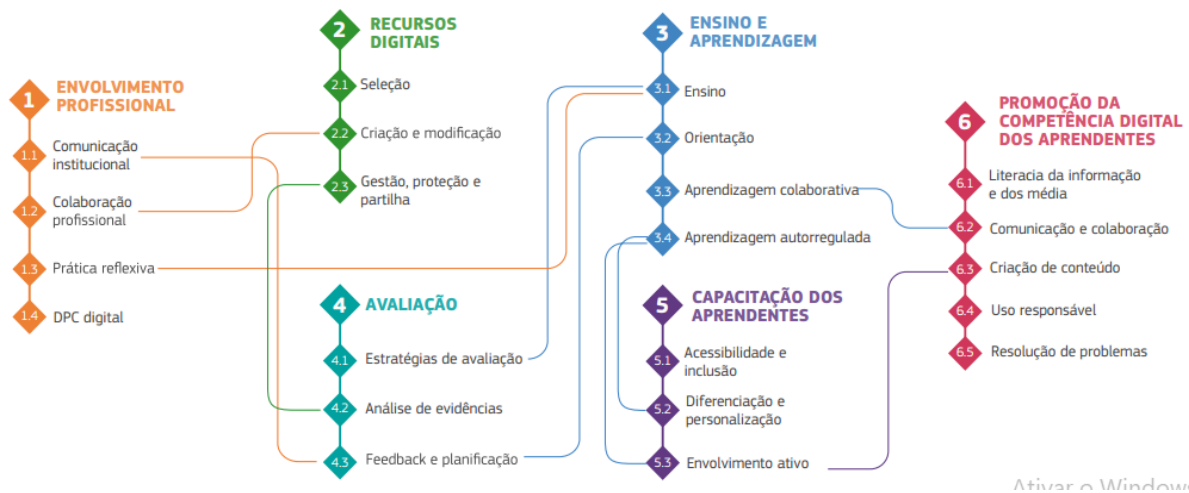 1
ENVOLVIMENTO
PROFISSIONAL
1.1
Comunicação
institucional
1.2
Colaboração
profissional
1.3
Prática reflexiva
1.4
DPC digital
2
RECURSOS
DIGITAIS
2.1
Seleção
2.2
Criação e modificação
2.3
Gestão, proteção e
partilha
3
ENSINO E
APRENDIZAGEM
3.1
Ensino
3.2
Orientação
3.3
Aprendizagem colaborativa
3.4
Aprendizagem autorregulada
4
AVALIAÇÃO
4.1
Estratégias de avaliação
4.2
Análise de evidências
4.3
Feedback e planificação
5
CAPACITAÇÃO DOS
APRENDENTES
5.1
Acessibilidade e
inclusão
5.2
Diferenciação e
personalização
5.3
Envolvimento ativo
6
PROMOÇÃO DA
COMPETÊNCIA DIGITAL
DOS APRENDENTES
6.1
Literacia da informação
e dos média
6.2
Comunicação e colaboração
6.3
Criação de conteúdo
6.4
Uso responsável
6.5
Resolução de problemas
Ativar o Windows